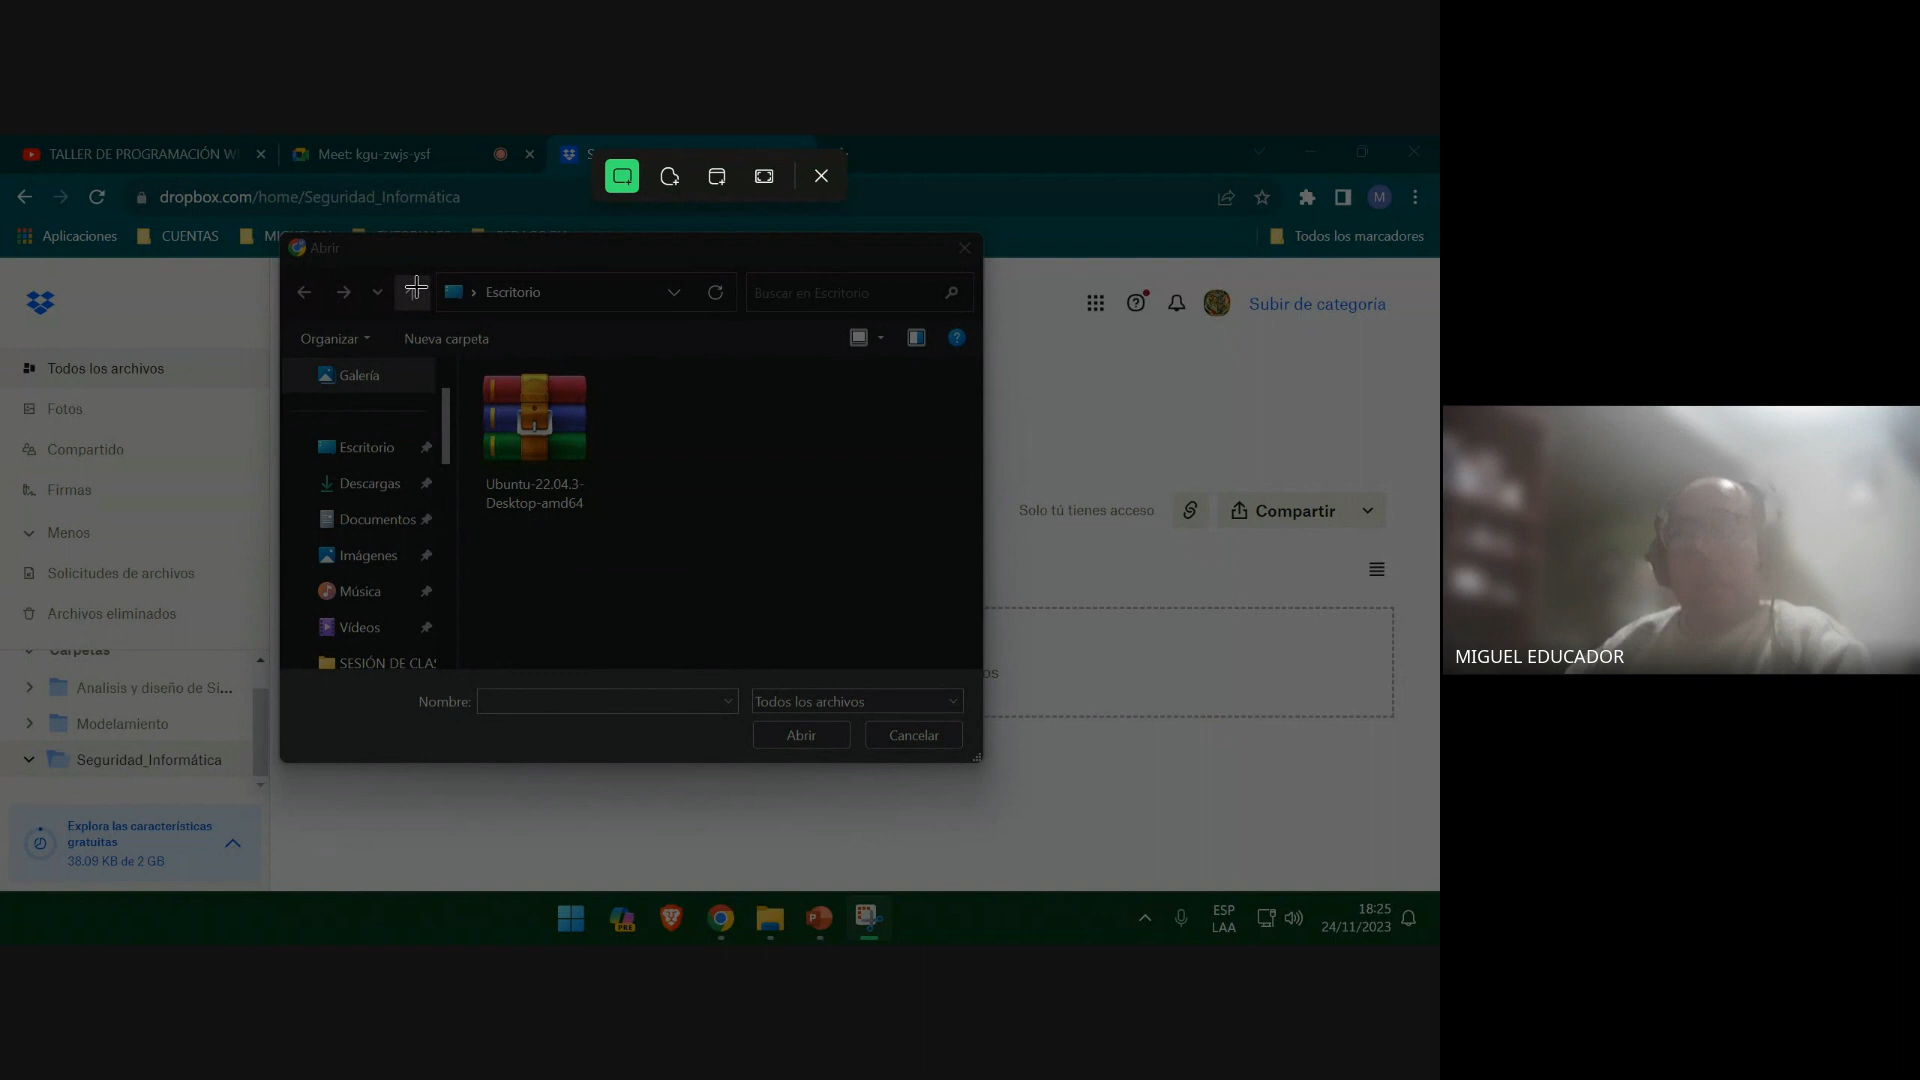 TALLER DE PROGRAMACIÓN W
Meet: kgu-zwjs-ysf
S
dropbox.com/home/Seguridad_Informática
M
Aplicaciones
CUENTAS
Todos los marcadores
Abrir
Escritorio
Buscar en Escritorio
Subir de categoría
Organizar
Nueva carpeta
Todos los archivos
Galería
Fotos
Escritorio
Compartido
Descargas
Ubuntu-22.04.3-
Desktop-amd64
Firmas
Documentos
Solo tú tienes acceso
Compartir
Menos
Imágenes
Solicitudes de archivos
Música
Archivos eliminados
Vídeos
Carpetas
SESIÓN DE CLA
os
MIGUEL EDUCADOR
Analisis y diseño de Si...
Nombre:
Todos los archivos
Modelamiento
Abrir
Cancelar
Seguridad_Informática
Explora las características
gratuitas
38.09 KB de 2 GB
PRE
ESP
LAA
18:25
24/11/2023